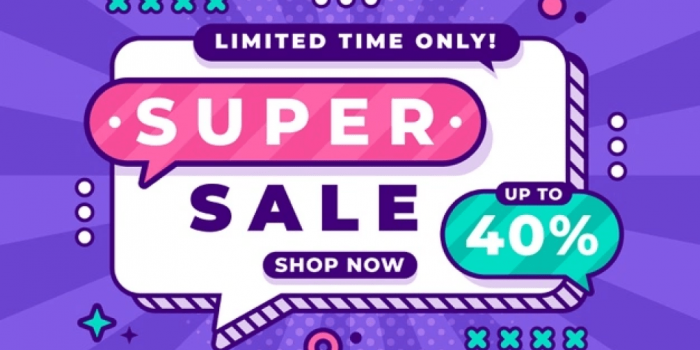 LIMITED TIME ONLY!
SUPER
SALE
UP TO
40%
SHOP NOW